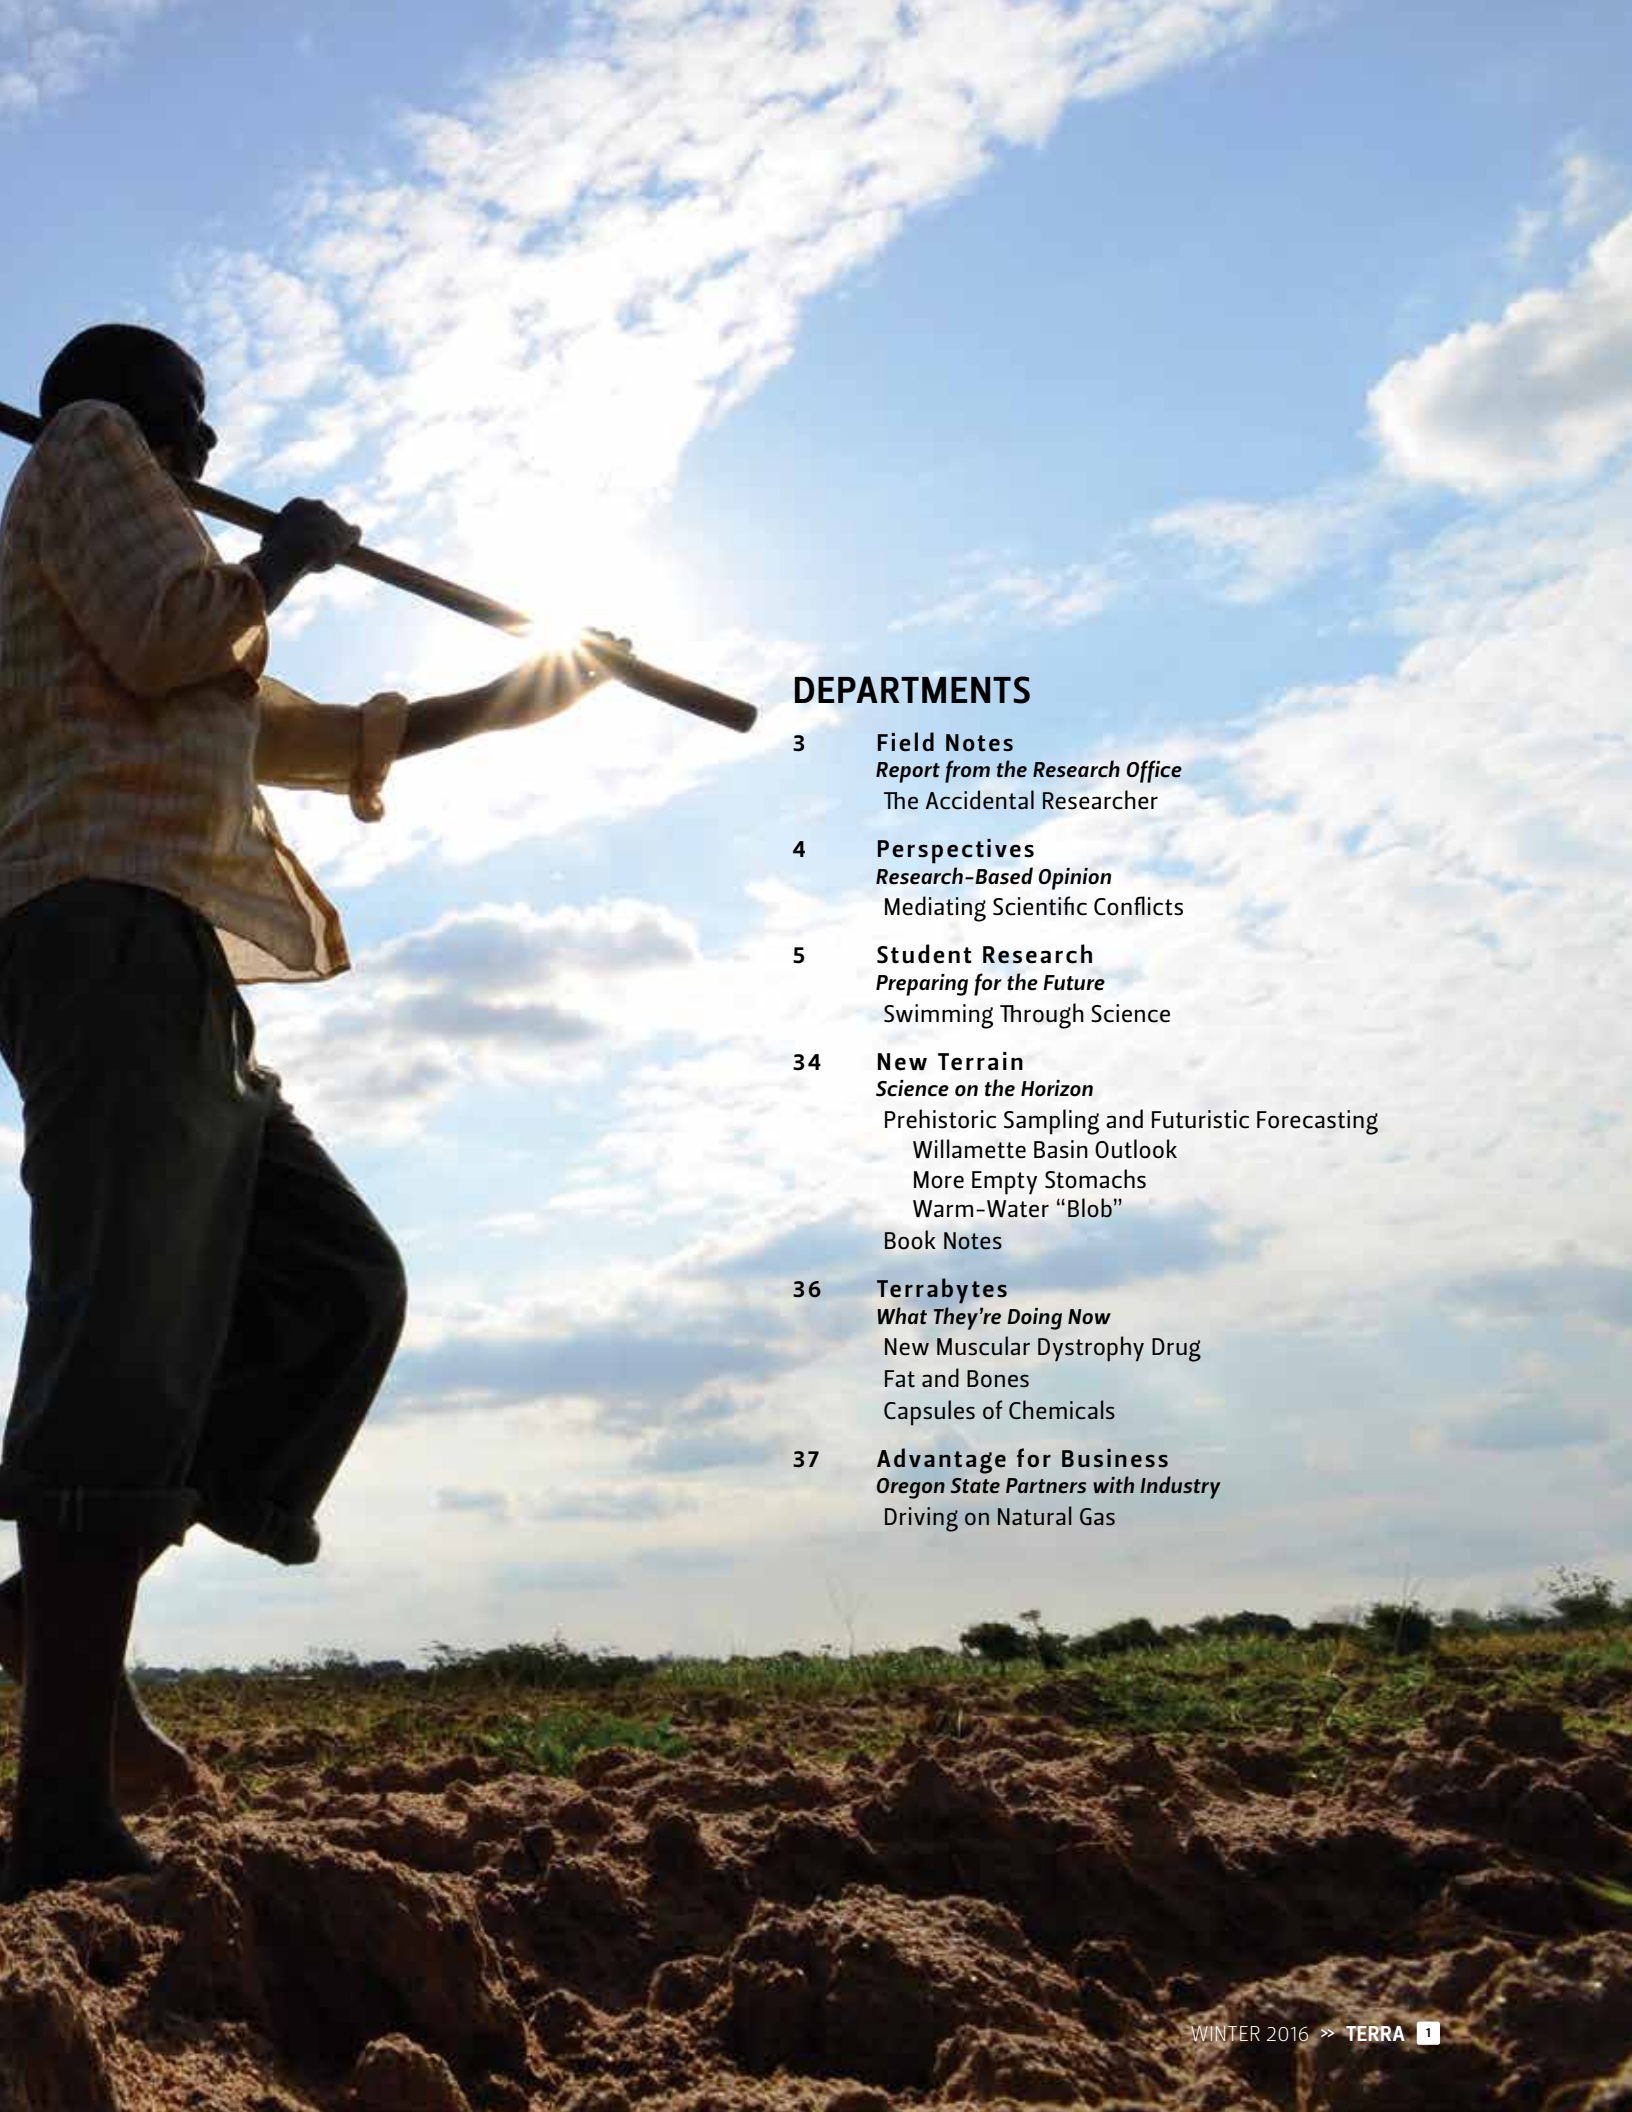 DEPARTMENTS
3 Field Notes
Report from the Research Office
The Accidental Researcher
4 Perspectives
Research-Based Opinion
Mediating Scientific Conflicts
5 Student Research
Preparing for the Future
Swimming Through Science
34 New Terrain
Science on the Horizon
Prehistoric Sampling and Futuristic Forecasting
Willamette Basin Outlook
More Empty Stomachs
Warm-Water “Blob”
Book Notes
36 Terrabytes
What They’re Doing Now
New Muscular Dystrophy Drug
Fat and Bones
Capsules of Chemicals
37 Advantage for Business
Oregon State Partners with Industry
Driving on Natural Gas
WINTER 2016 » TERRA 1